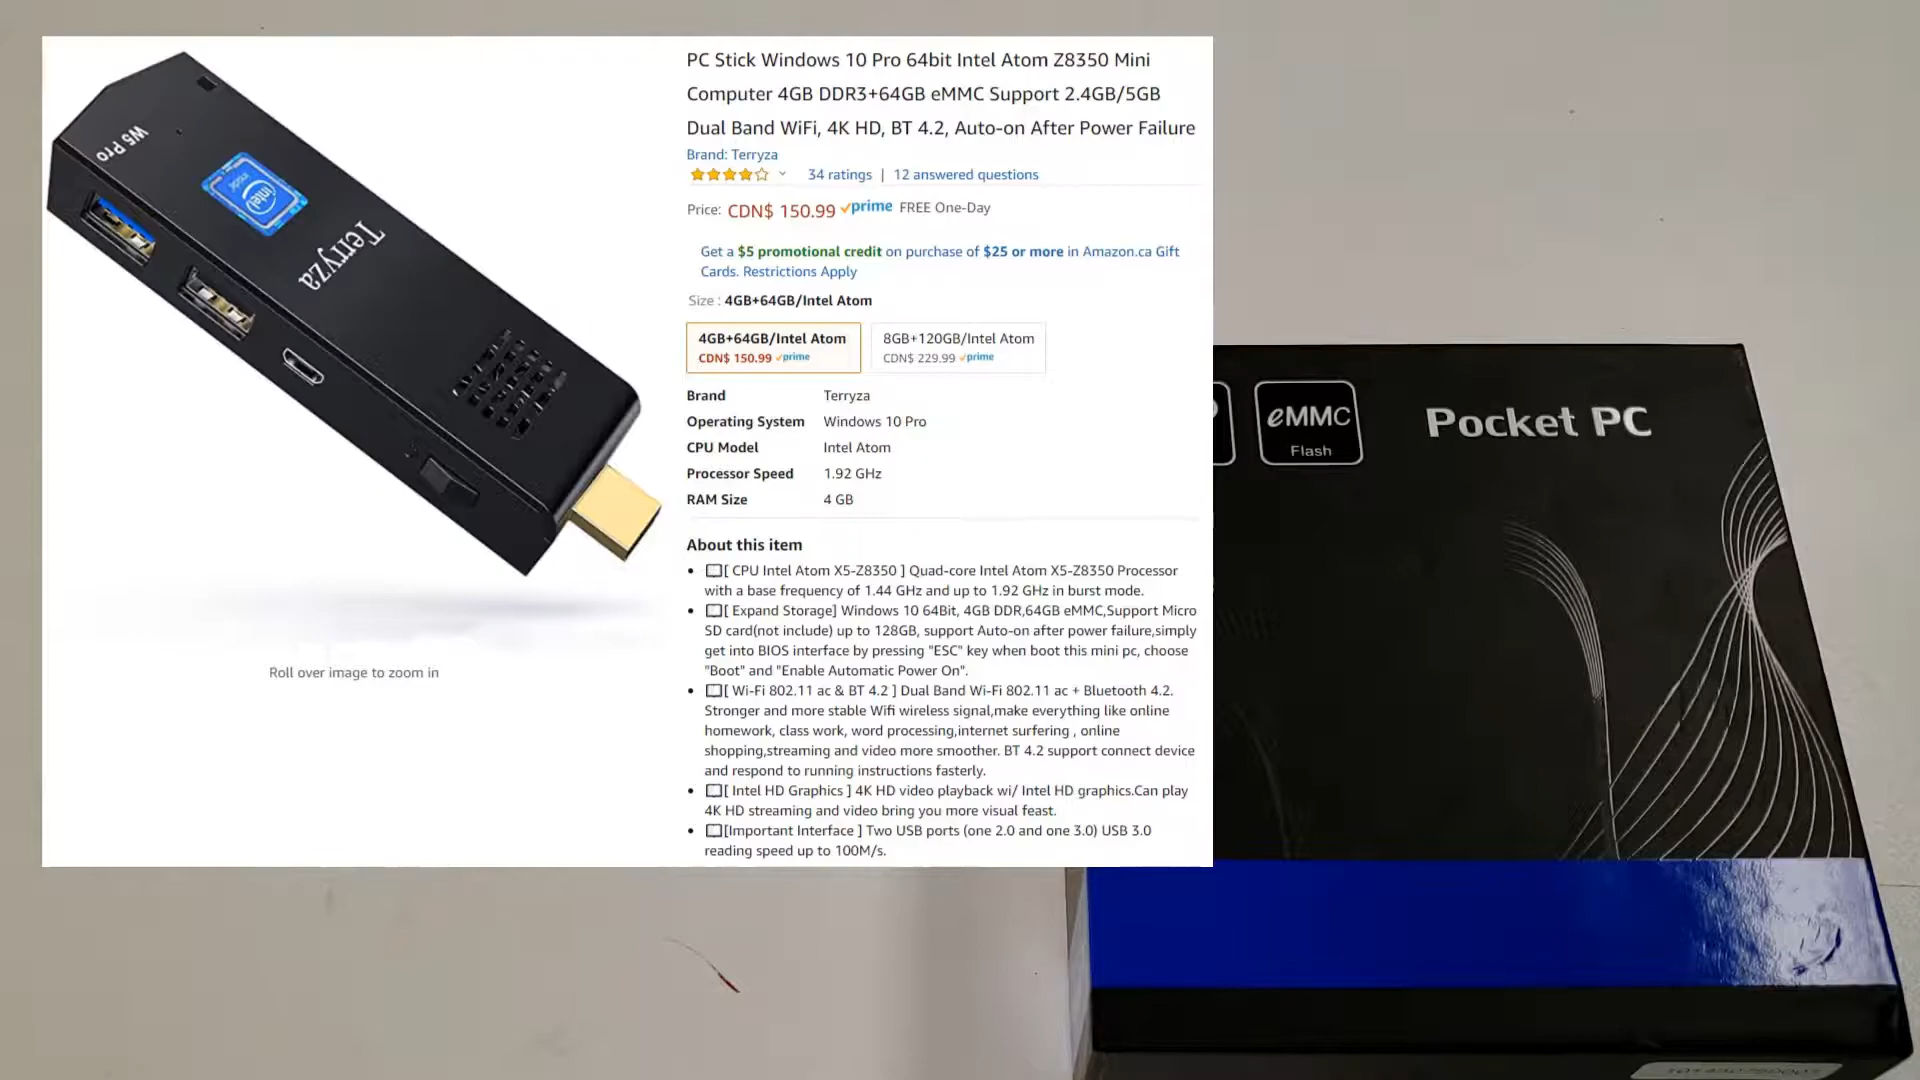 W5 Pro
intel
inside
Terryza
Roll over image to zoom in
PC Stick Windows 10 Pro 64bit Intel Atom Z8350 Mini
Computer 4GB DDR3+64GB eMMC Support 2.4GB/5GB
Dual Band WiFi, 4K HD, BT 4.2, Auto-on After Power Failure
Brand: Terryza
34 ratings | 12 answered questions
Price: CDN$ 150.99 prime FREE One-Day
Get a $5 promotional credit on purchase of $25 or more in Amazon.ca Gift
Cards. Restrictions Apply
Size : 4GB+64GB/Intel Atom
4GB+64GB/Intel Atom
CDN$ 150.99 prime
8GB+120GB/Intel Atom
CDN$ 229.99 prime
Brand Terryza
Operating System Windows 10 Pro
CPU Model Intel Atom
Processor Speed 1.92 GHz
RAM Size 4 GB
About this item
[ CPU Intel Atom X5-Z8350 ] Quad-core Intel Atom X5-Z8350 Processor
with a base frequency of 1.44 GHz and up to 1.92 GHz in burst mode.
[ Expand Storage] Windows 10 64Bit, 4GB DDR,64GB eMMC,Support Micro
SD card(not include) up to 128GB, support Auto-on after power failure,simply
get into BIOS interface by pressing "ESC" key when boot this mini pc, choose
"Boot" and "Enable Automatic Power On".
[ Wi-Fi 802.11 ac & BT 4.2 ] Dual Band Wi-Fi 802.11 ac + Bluetooth 4.2.
Stronger and more stable Wifi wireless signal,make everything like online
homework, class work, word processing,internet surfering , online
shopping,streaming and video more smoother. BT 4.2 support connect device
and respond to running instructions fasterly.
[ Intel HD Graphics ] 4K HD video playback wi/ Intel HD graphics.Can play
4K HD streaming and video bring you more visual feast.
[Important Interface ] Two USB ports (one 2.0 and one 3.0) USB 3.0
reading speed up to 100M/s.
eMMC
Flash
Pocket PC